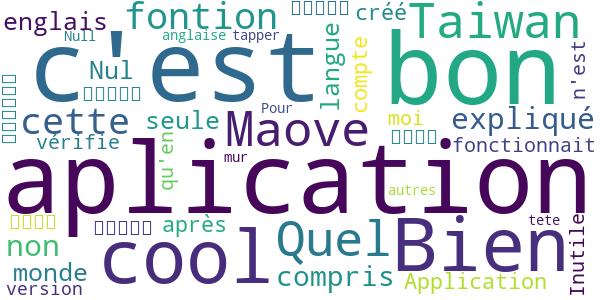 englais
fontion
créé
Taiwan
Null
anglaise
tapper
c'est
bon
n'est
Nul
langue
compte
Pour
cette
seule
Maove
moi
expliqué
vérifie
qu'en
fonctionnait
mur
aplication
autres
après
Quel
Bien
tete
Inutile
non
cool
monde
compris
Application
version